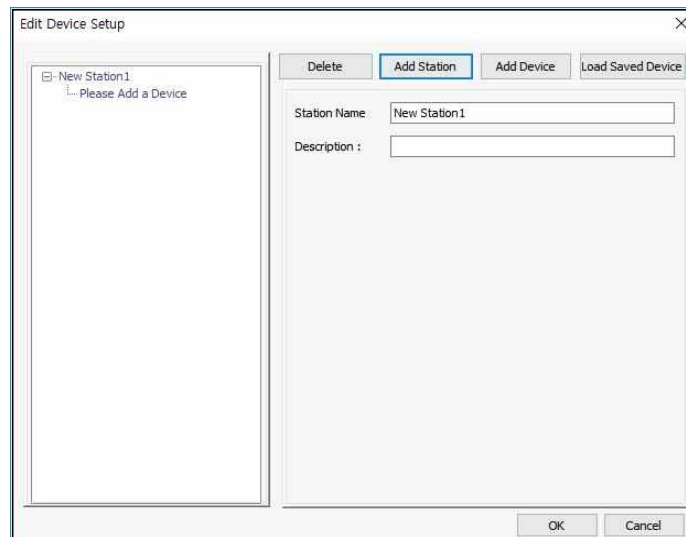 Edit Device Setup
New Station1
Please Add a Device
Delete
Add Station
Add Device
Load Saved Device
Station Name
New Station1
Description :
OK
Cancel